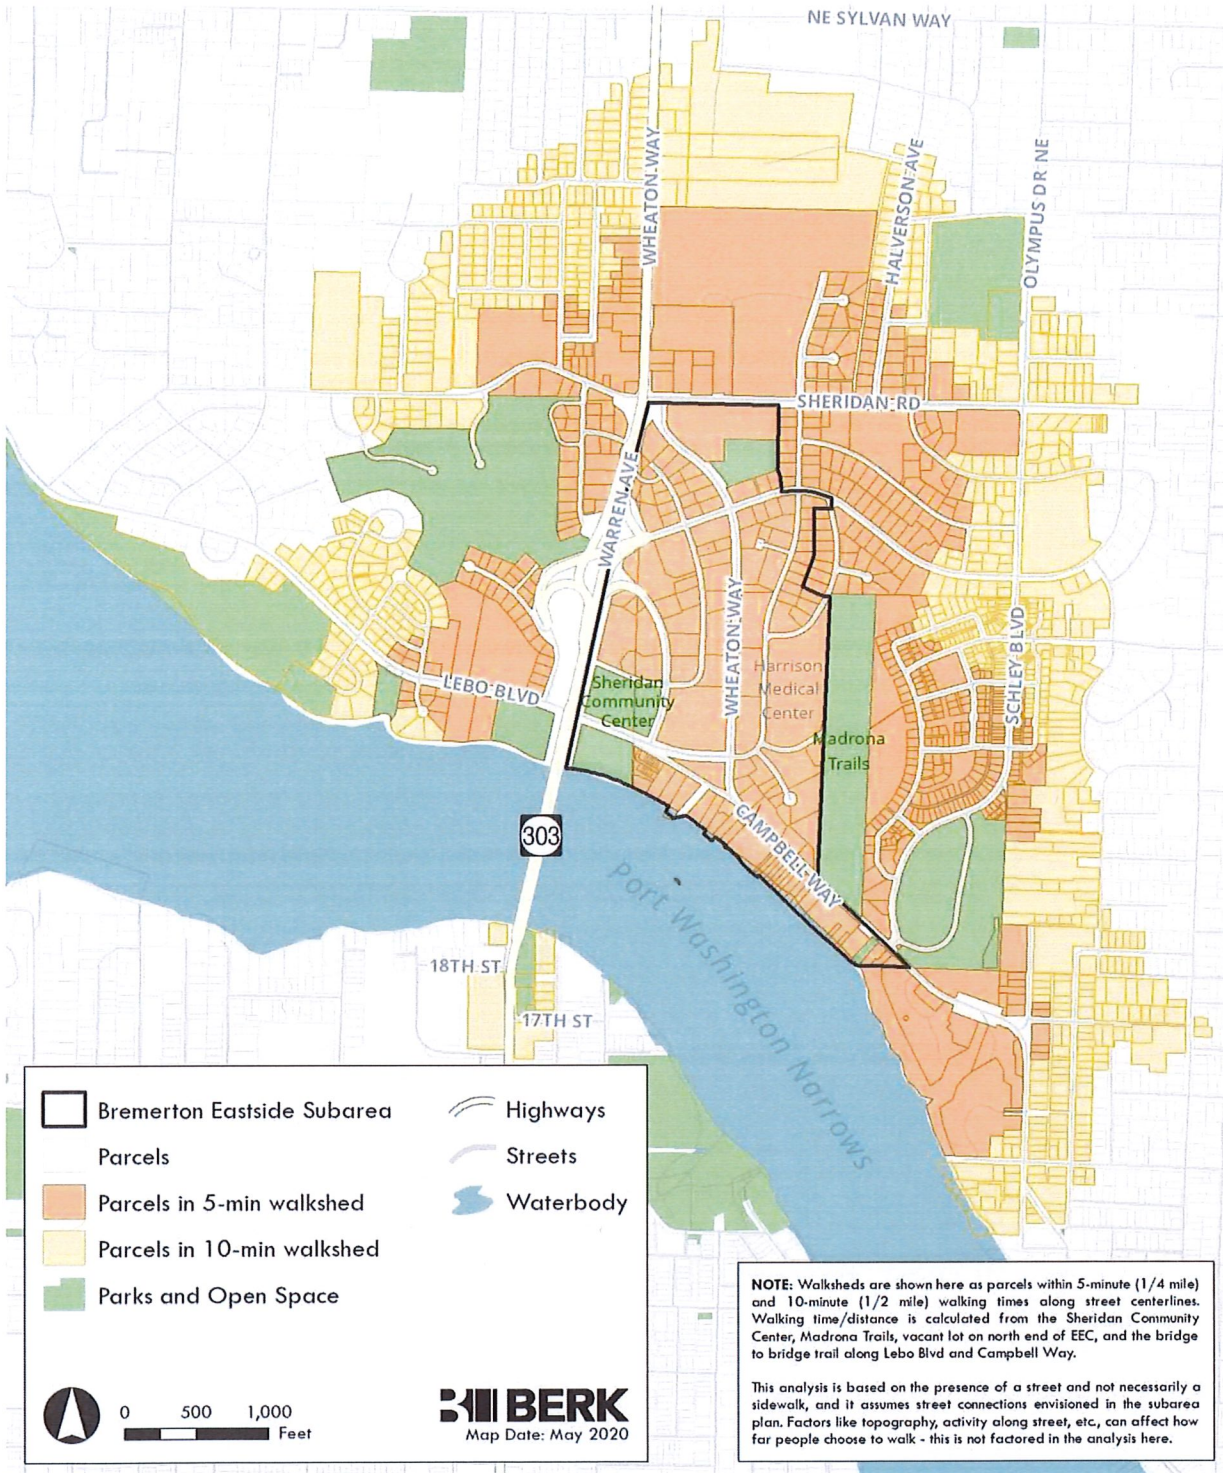 NE SYLVAN WAY
WHEATON WAY
HALVERSON AVE
OLYMPUS DR NE
SHERIDAN RD
WARREN AVE
WHEATON WAY
SCHLEY BLVD
Harrison
Medical
Center
Sheridan
Community
Center
LEBO BLVD
Madrona
Trails
CAMPBELL WAY
303
Port Washington Narrows
18TH ST
17TH ST
Bremerton Eastside Subarea
Parcels
Parcels in 5-min walkshed
Parcels in 10-min walkshed
Parks and Open Space
Highways
Streets
Waterbody
0 500 1,000
Feet
BERK
Map Date: May 2020
NOTE: Walksheds are shown here as parcels within 5-minute (1/4 mile)
and 10-minute (1/2 mile) walking times along street centerlines.
Walking time/distance is calculated from the Sheridan Community
Center, Madrona Trails, vacant lot on north end of EEC, and the bridge
to bridge trail along Lebo Blvd and Campbell Way.
This analysis is based on the presence of a street and not necessarily a
sidewalk, and it assumes street connections envisioned in the subarea
plan. Factors like topography, activity along street, etc., can affect how
far people choose to walk - this is not factored in the analysis here.